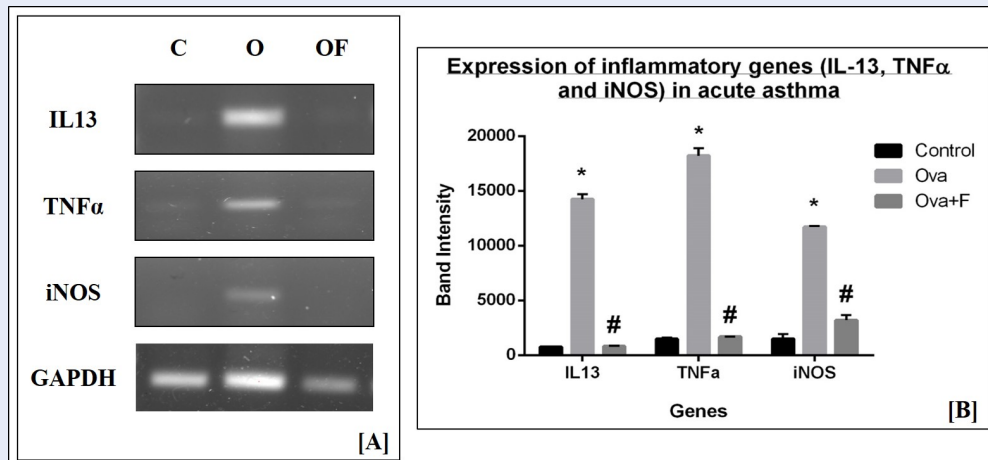 C O OF
IL13
TNFα
iNOS
GAPDH
[A]
Expression of inflammatory genes (IL-13, TNFα
and iNOS) in acute asthma
Band Intensity
20000
15000
10000
5000
0
*
#
*
#
*
#
IL13 TNFa iNOS
Genes
Control
Ova
Ova+F
[B]